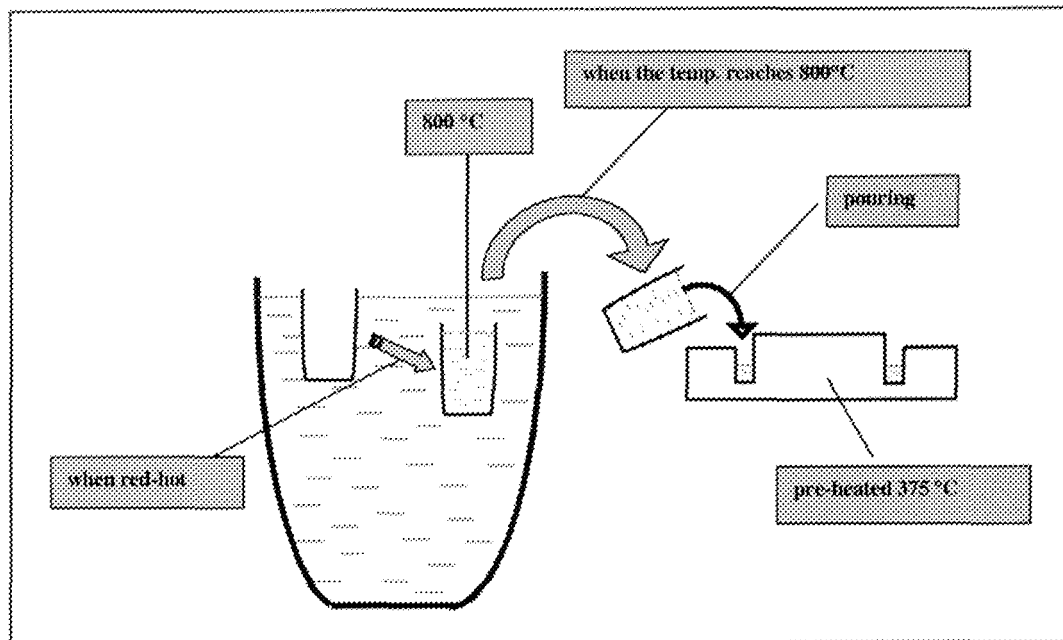 when the temp. reaches 800°C
800 °C
pouring
when red-hot
pre-heated 375 °C